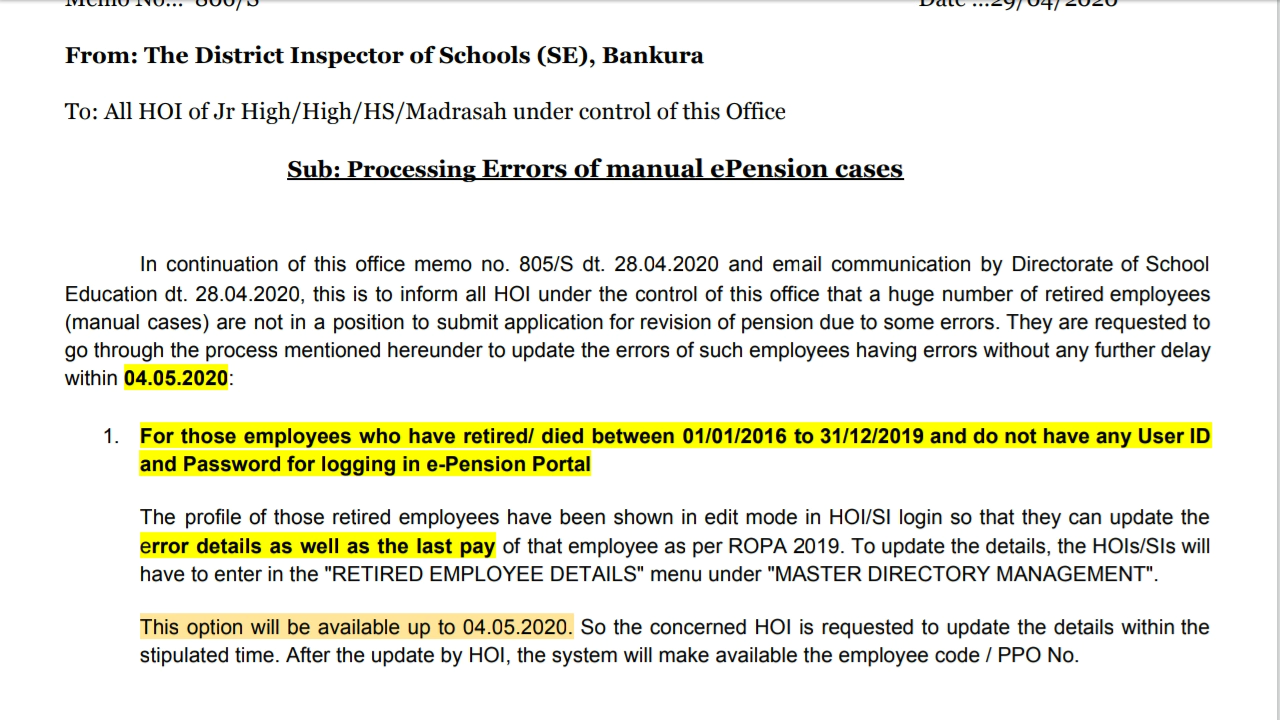 Memo No... 806/S Date ...29/04/2020
From: The District Inspector of Schools (SE), Bankura
To: All HOI of Jr High/High/HS/Madrasah under control of this Office
Sub: Processing Errors of manual ePension cases
In continuation of this office memo no. 805/S dt. 28.04.2020 and email communication by Directorate of School
Education dt. 28.04.2020, this is to inform all HOI under the control of this office that a huge number of retired employees
(manual cases) are not in a position to submit application for revision of pension due to some errors. They are requested to
go through the process mentioned hereunder to update the errors of such employees having errors without any further delay
within 04.05.2020:
1. For those employees who have retired/ died between 01/01/2016 to 31/12/2019 and do not have any User ID
and Password for logging in e-Pension Portal
The profile of those retired employees have been shown in edit mode in HOI/SI login so that they can update the
error details as well as the last pay of that employee as per ROPA 2019. To update the details, the HOIs/SIs will
have to enter in the "RETIRED EMPLOYEE DETAILS" menu under "MASTER DIRECTORY MANAGEMENT".
This option will be available up to 04.05.2020. So the concerned HOI is requested to update the details within the
stipulated time. After the update by HOI, the system will make available the employee code / PPO No.